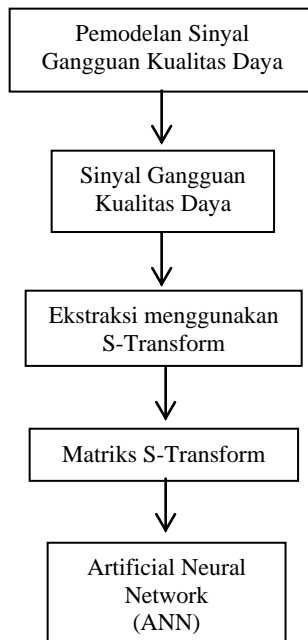 Pemodelan Sinyal
Gangguan Kualitas Daya
Sinyal Gangguan
Kualitas Daya
Ekstraksi menggunakan
S-Transform
Matriks S-Transform
Artificial Neural
Network
(ANN)